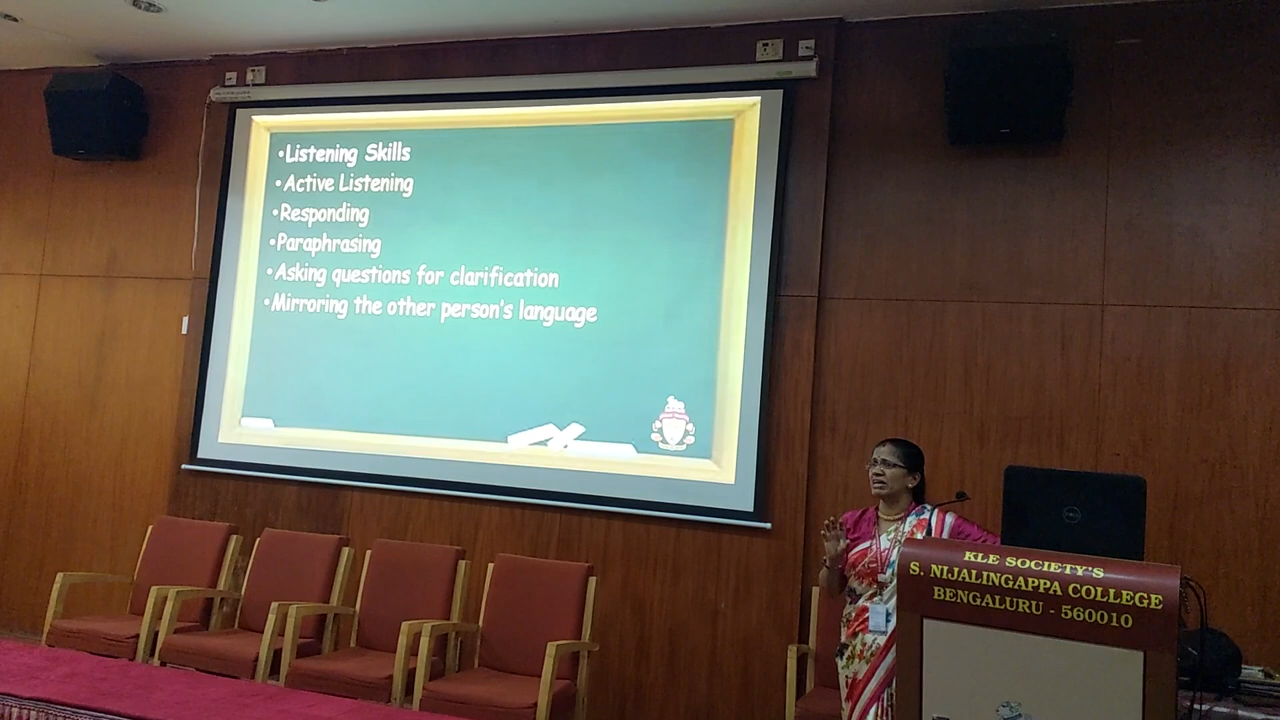 •Listening Skills
•Active Listening
•Responding
•Paraphrasing
•Asking questions for clarification
•Mirroring the other person's language
KLE SOCIETY'S
S. NIJALINGAPPA COLLEGE
BENGALURU - 560010
DELL